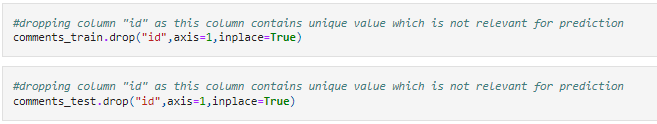 #dropping column "id" as this column contains unique value which is not relevant for prediction
comments_train.drop("id",axis=1,inplace=True)
#dropping column "id" as this column contains unique value which is not relevant for prediction
comments_test.drop("id",axis=1,inplace=True)